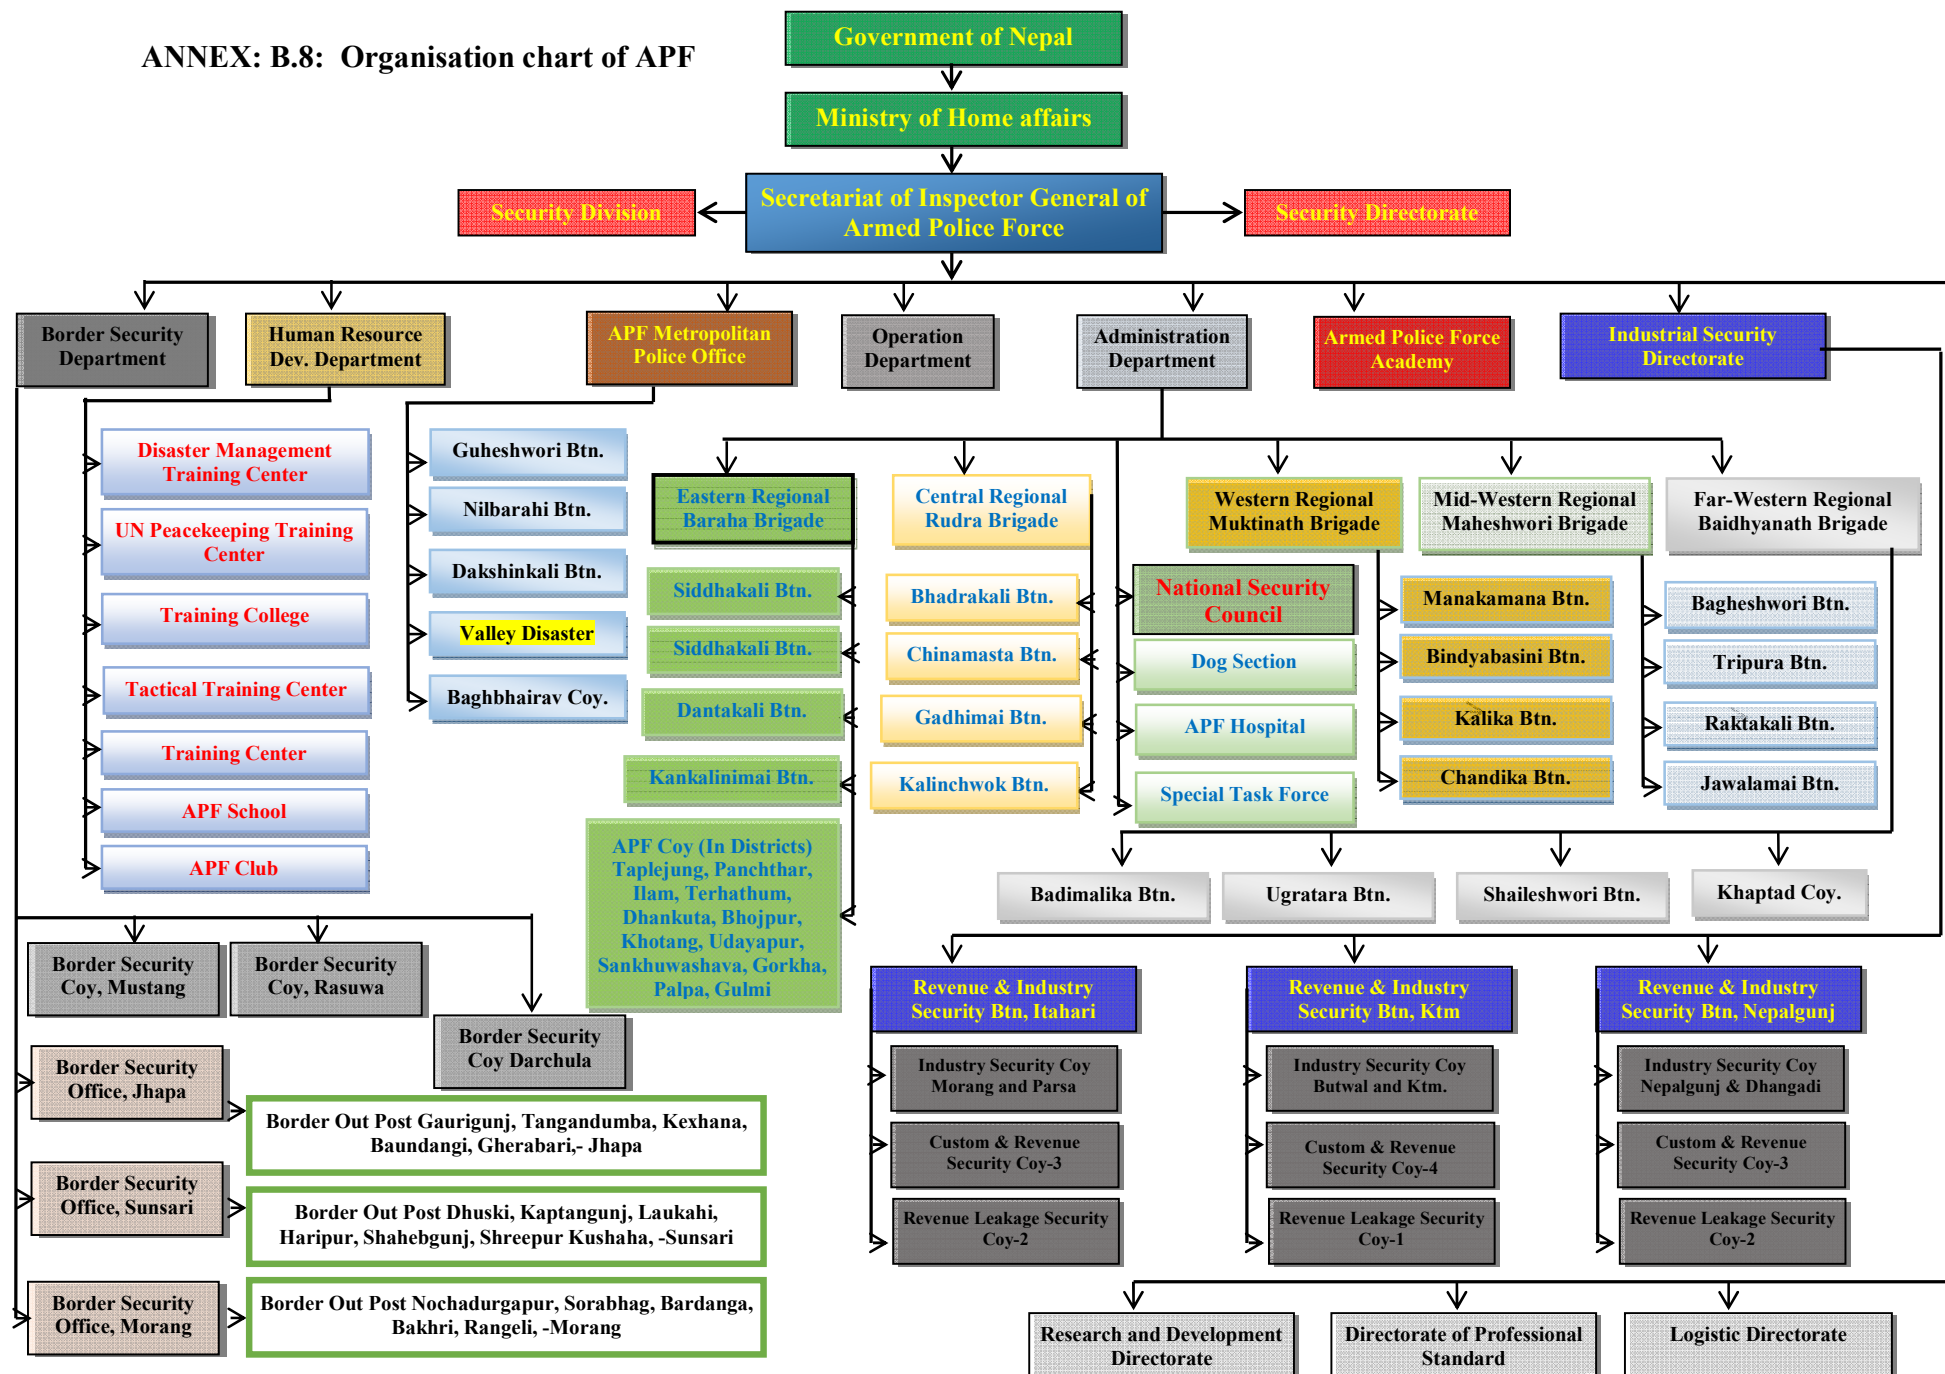 ANNEX: B.8: Organisation chart of APF
Government of Nepal
Ministry of Home affairs
Secretariat of Inspector General of
Armed Police Force
Security Division
Security Directorate
Border Security
Department
Human Resource
Dev. Department
APF Metropolitan
Police Office
Operation
Department
Administration
Department
Armed Police Force
Academy
Industrial Security
Directorate
Disaster Management
Training Center
UN Peacekeeping Training
Center
Training College
Tactical Training Center
Training Center
APF School
APF Club
Guheshwori Btn.
Nilbarahi Btn.
Dakshinkali Btn.
Valley Disaster
Baghbhairav Coy.
Eastern Regional
Baraha Brigade
Siddhakali Btn.
Siddhakali Btn.
Dantakali Btn.
Kankalinimai Btn.
APF Coy (In Districts)
Taplejung, Panchthar,
Ilam, Terhathum,
Dhankuta, Bhojpur,
Khotang, Udayapur,
Sankhuwashava, Gorkha,
Palpa, Gulmi
Central Regional
Rudra Brigade
Bhadrakali Btn.
Chinamasta Btn.
Gadhimai Btn.
Kalinchwok Btn.
National Security
Council
Dog Section
APF Hospital
Special Task Force
Western Regional
Muktinath Brigade
Manakamana Btn.
Bindyabasini Btn.
Kalika Btn.
Chandika Btn.
Mid-Western Regional
Maheshwori Brigade
Bagheshwori Btn.
Tripura Btn.
Raktakali Btn.
Jawalamai Btn.
Far-Western Regional
Baidhyanath Brigade
Badimalika Btn.
Ugratara Btn.
Shaileshwori Btn.
Khaptad Coy.
Border Security
Coy, Mustang
Border Security
Coy, Rasuwa
Border Security
Coy Darchula
Border Security
Office, Jhapa
Border Out Post Gaurigunj, Tangandumba, Kexhana,
Baundangi, Gherabari,- Jhapa
Border Security
Office, Sunsari
Border Out Post Dhuski, Kaptangunj, Laukahi,
Haripur, Shahebgunj, Shreepur Kushaha, -Sunsari
Border Security
Office, Morang
Border Out Post Nochadurgapur, Sorabhag, Bardanga,
Bakhri, Rangeli, -Morang
Revenue & Industry
Security Btn, Itahari
Industry Security Coy
Morang and Parsa
Custom & Revenue
Security Coy-3
Revenue Leakage Security
Coy-2
Revenue & Industry
Security Btn, Ktm
Industry Security Coy
Butwal and Ktm.
Custom & Revenue
Security Coy-4
Revenue Leakage Security
Coy-1
Revenue & Industry
Security Btn, Nepalgunj
Industry Security Coy
Nepalgunj & Dhangadi
Custom & Revenue
Security Coy-3
Revenue Leakage Security
Coy-2
Research and Development
Directorate
Directorate of Professional
Standard
Logistic Directorate